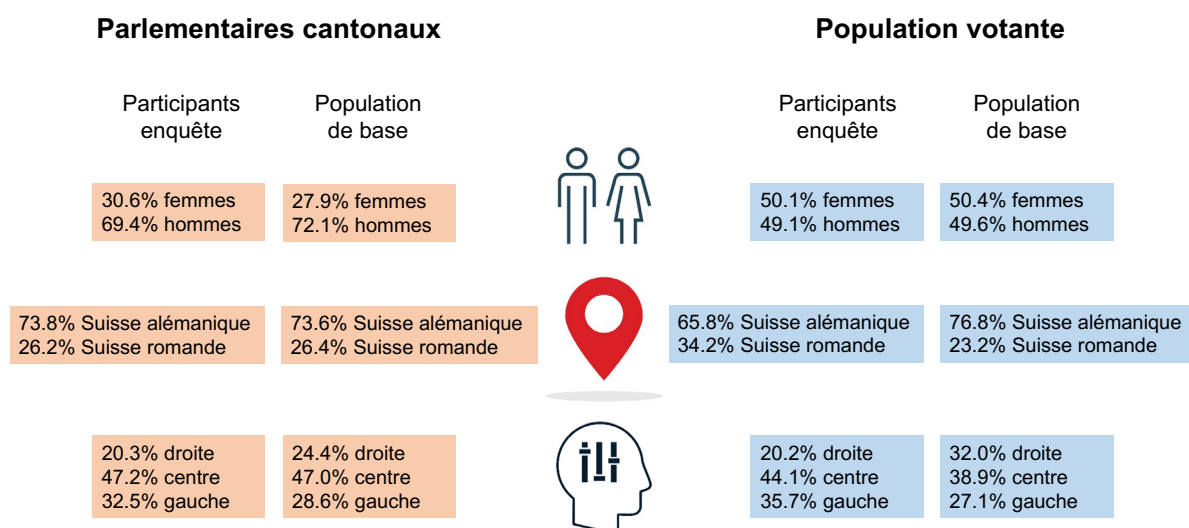 Parlementaires cantonaux
Participants
enquête
Population
de base
30.6% femmes
69.4% hommes
27.9% femmes
72.1% hommes
73.8% Suisse alémanique
26.2% Suisse romande
73.6% Suisse alémanique
26.4% Suisse romande
20.3% droite
47.2% centre
32.5% gauche
24.4% droite
47.0% centre
28.6% gauche
Population votante
Participants
enquête
Population
de base
50.1% femmes
49.1% hommes
50.4% femmes
49.6% hommes
65.8% Suisse alémanique
34.2% Suisse romande
76.8% Suisse alémanique
23.2% Suisse romande
20.2% droite
44.1% centre
35.7% gauche
32.0% droite
38.9% centre
27.1% gauche